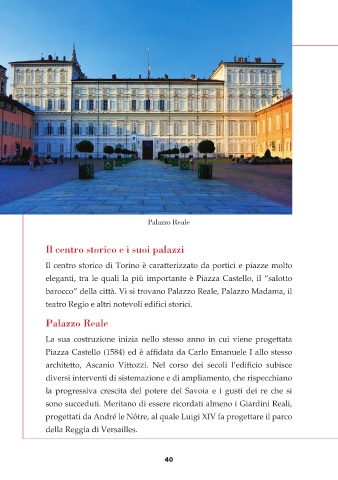 Palazzo Reale
Il centro storico e i suoi palazzi
Il centro storico di Torino è caratterizzato da portici e piazze molto
eleganti, tra le quali la più importante è Piazza Castello, il “salotto
barocco” della città. Vi si trovano Palazzo Reale, Palazzo Madama, il
teatro Regio e altri notevoli edifici storici.
Palazzo Reale
La sua costruzione inizia nello stesso anno in cui viene progettata
Piazza Castello (1584) ed è affidata da Carlo Emanuele I allo stesso
architetto, Ascanio Vittozzi. Nel corso dei secoli l’edificio subisce
diversi interventi di sistemazione e di ampliamento, che rispecchiano
la progressiva crescita del potere dei Savoia e i gusti dei re che si
sono succeduti. Meritano di essere ricordati almeno i Giardini Reali,
progettati da André le Nôtre, al quale Luigi XIV fa progettare il parco
della Reggia di Versailles.
40